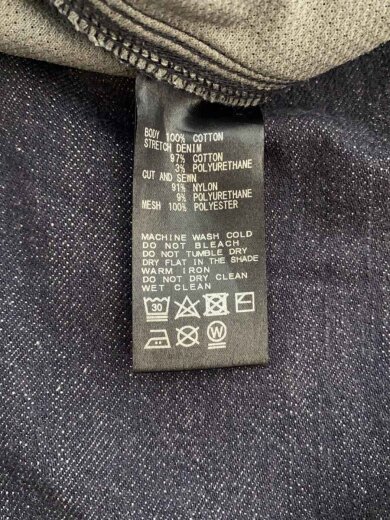 BODY 100% COTTON
STRETCH DENIM
97% COTTON
3% POLYURETHANE
CUT AND SEWN
91% NYLON
9% POLYURETHANE
MESH 100% POLYESTER
MACHINE WASH COLD
DO NOT BLEACH
DO NOT TUMBLE DRY
DRY FLAT IN THE SHADE
WARM IRON
DO NOT DRY CLEAN
WET CLEAN
30
W